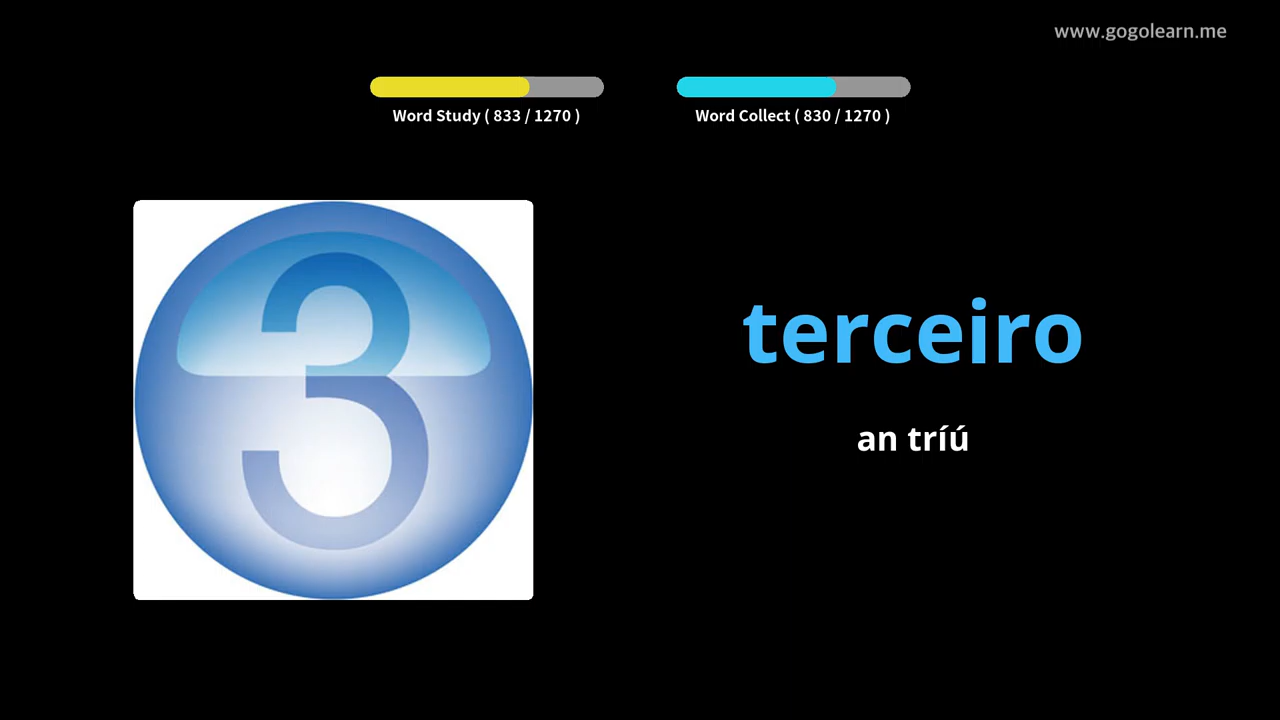 www.gogolearn.me
Word Study ( 833 / 1270 )
Word Collect ( 830 / 1270 )
3
terceiro
an tríú